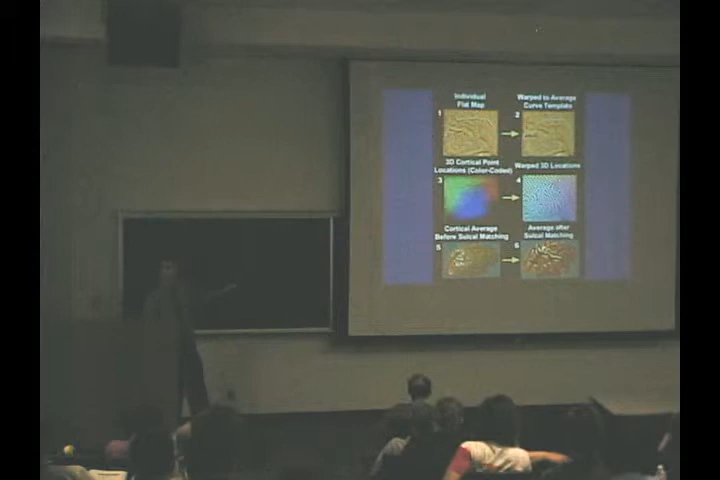 Individual
Flat Map
Warped to Average
Curve Template
1
2
3D Cortical Point
Locations (Color-Coded)
Warped 3D Locations
3
4
Cortical Average
Before Sulcal Matching
Average after
Sulcal Matching
5
6